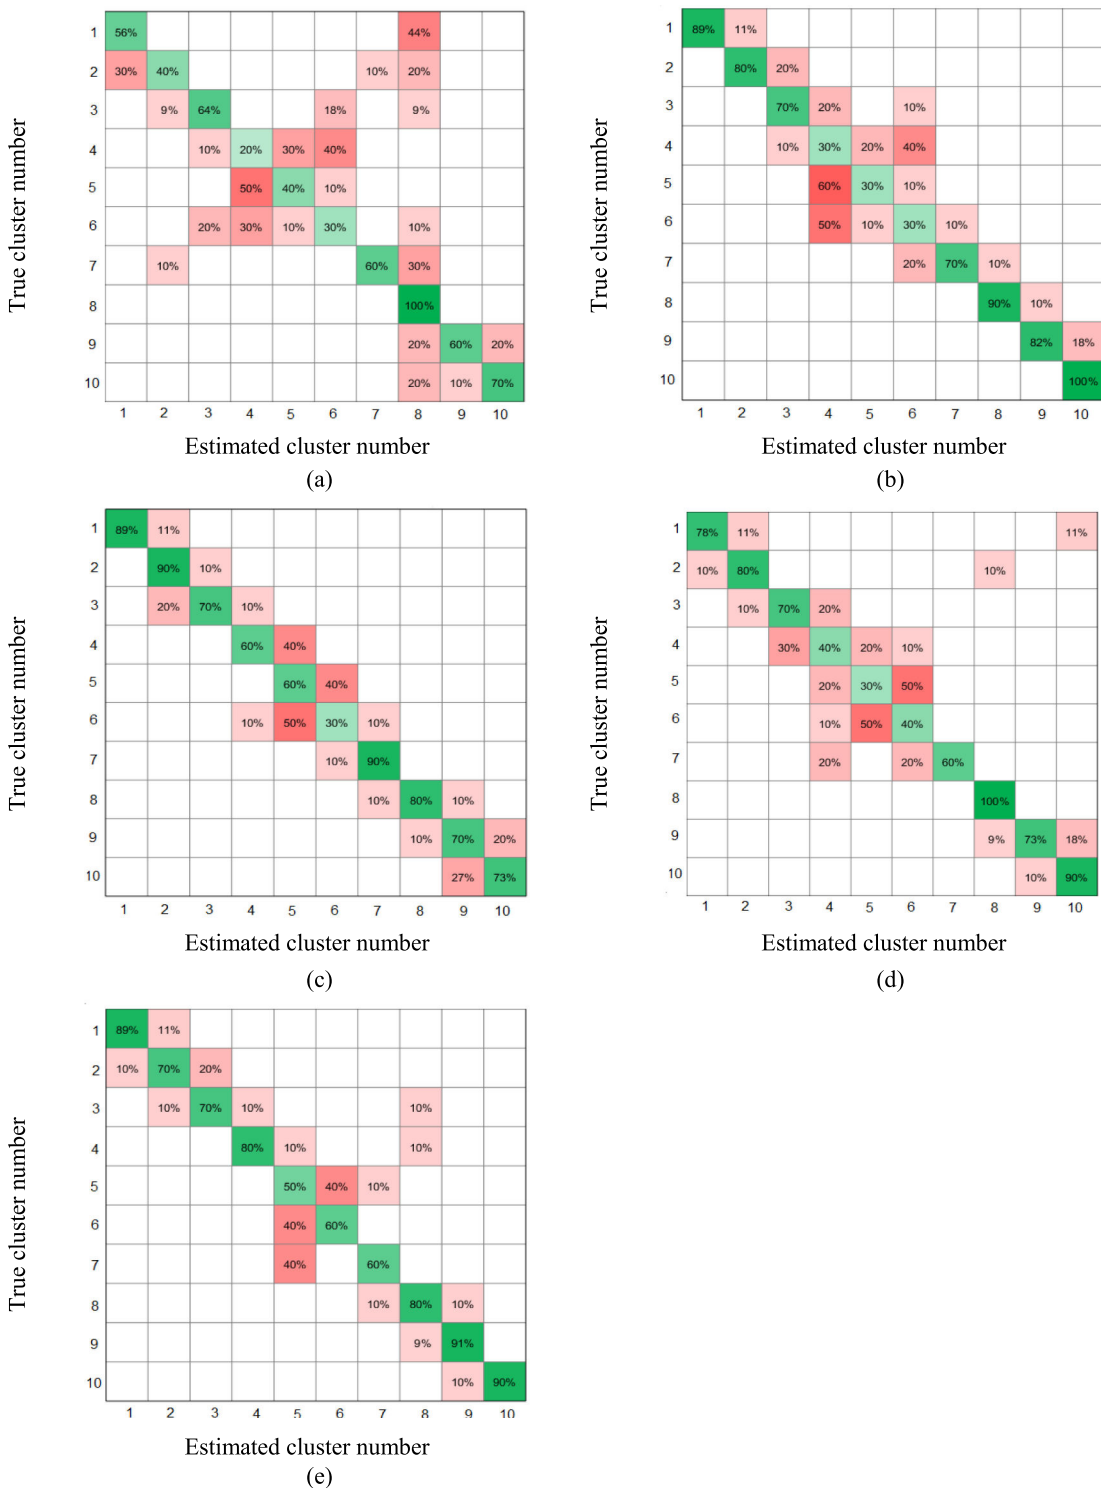 True cluster number
1 56% 44%
2 30% 40% 10% 20%
3 9% 64% 18% 9%
4 10% 20% 30% 40%
5 50% 40% 10%
6 20% 30% 10% 30% 10%
7 10% 60% 30%
8 100%
9 20% 60% 20%
10 20% 10% 70%
1 2 3 4 5 6 7 8 9 10
Estimated cluster number
(a)
True cluster number
1 89% 11%
2 80% 20%
3 70% 20% 10%
4 10% 30% 20% 40%
5 60% 30% 10%
6 50% 10% 30% 10%
7 20% 70% 10%
8 90% 10%
9 82% 18%
10 100%
1 2 3 4 5 6 7 8 9 10
Estimated cluster number
(b)
True cluster number
1 89% 11%
2 90% 10%
3 20% 70% 10%
4 60% 40%
5 60% 40%
6 10% 50% 30% 10%
7 10% 90%
8 10% 80% 10%
9 10% 70% 20%
10 27% 73%
1 2 3 4 5 6 7 8 9 10
Estimated cluster number
(c)
True cluster number
1 78% 11% 11%
2 10% 80% 10%
3 10% 70% 20%
4 30% 40% 20% 10%
5 20% 30% 50%
6 10% 50% 40%
7 20% 20% 60%
8 100%
9 9% 73% 18%
10 10% 90%
1 2 3 4 5 6 7 8 9 10
Estimated cluster number
(d)
True cluster number
1 89% 11%
2 10% 70% 20%
3 10% 70% 10% 10%
4 80% 10% 10%
5 50% 40% 10%
6 40% 60%
7 40% 60%
8 10% 80% 10%
9 9% 91%
10 10% 90%
1 2 3 4 5 6 7 8 9 10
Estimated cluster number
(e)